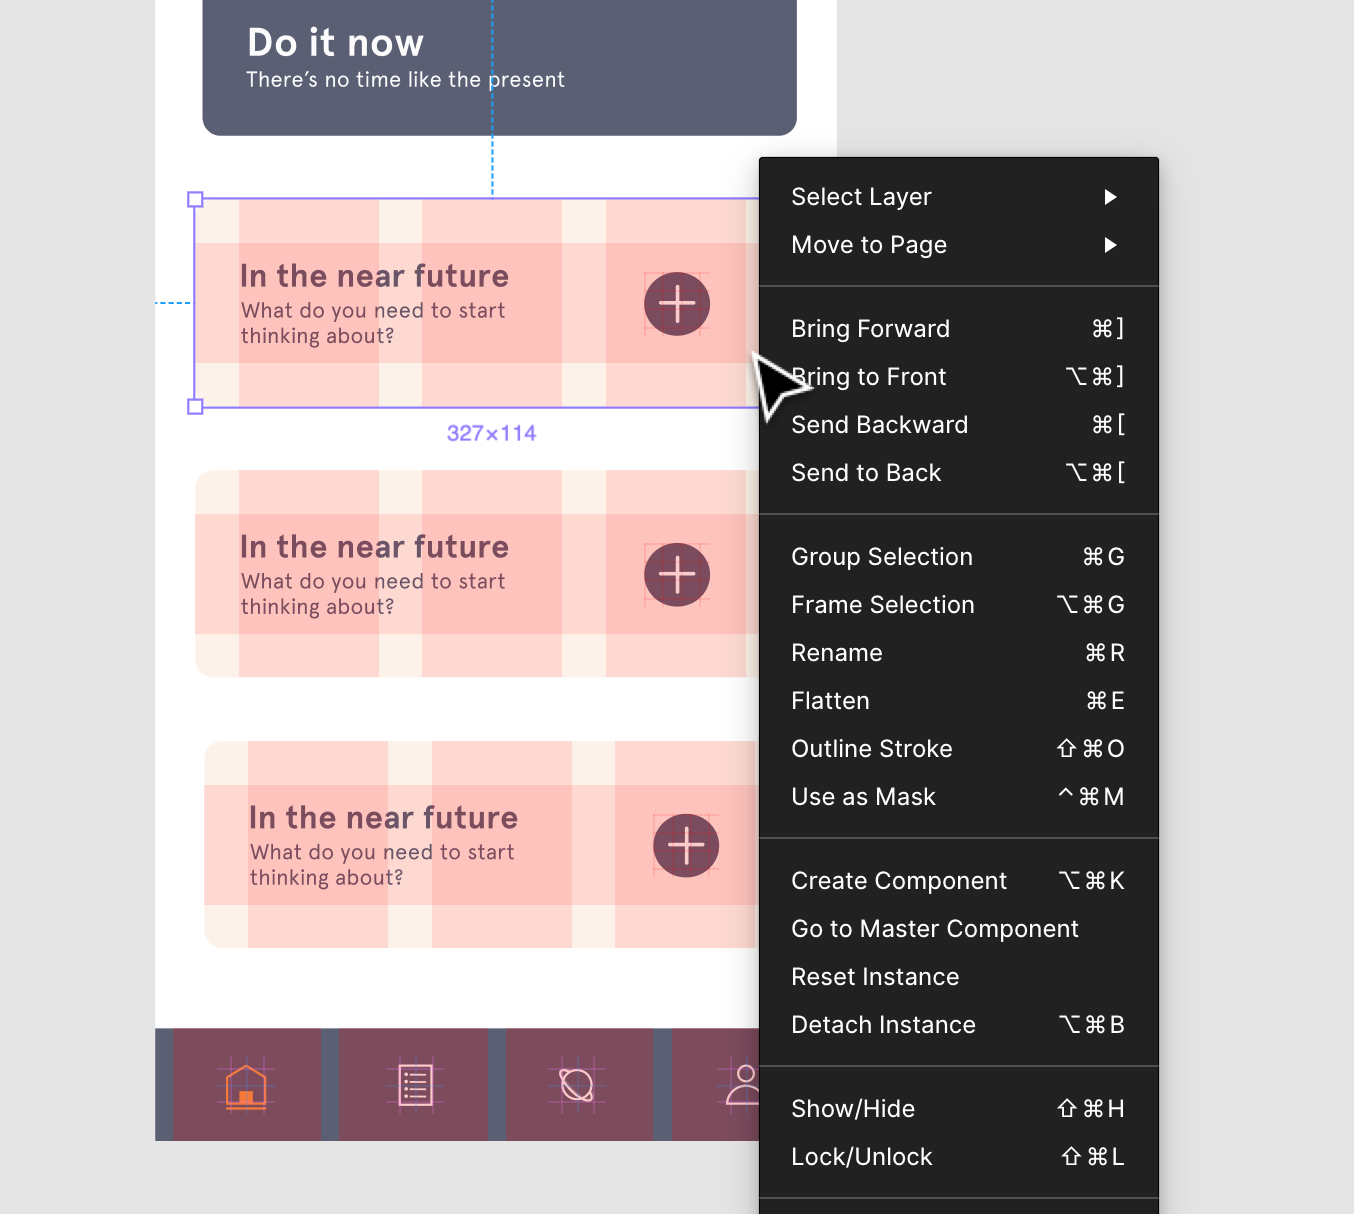 Do it now
There's no time like the present
In the near future
What do you need to start
thinking about?
327×114
In the near future
What do you need to start
thinking about?
In the near future
What do you need to start
thinking about?
Select Layer
Move to Page
Bring Forward ⌘]
Bring to Front ⌥⌘]
Send Backward ⌘[
Send to Back ⌥⌘[
Group Selection ⌘G
Frame Selection ⌥⌘G
Rename ⌘R
Flatten ⌘E
Outline Stroke ⇧⌘O
Use as Mask ^⌘M
Create Component ⌥⌘K
Go to Master Component
Reset Instance
Detach Instance ⌥⌘B
Show/Hide ⇧⌘H
Lock/Unlock ⇧⌘L